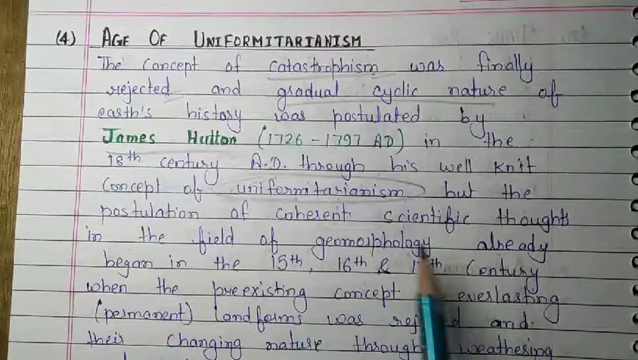 (4) AGE OF UNIFORMITARIANISM
The concept of catastrophism was finally
rejected and gradual cyclic nature of
earth's history was postulated by
James Hutton (1726 - 1797 AD) in the
18th century A.D. through his well knit
concept of uniformitarianism but the
postulation of coherent scientific thoughts
in the field of geomorphology already
began in the 15th, 16th & 17th Century
when the preexisting concept everlasting
(permanent) landforms was and
their changing nature through weathering